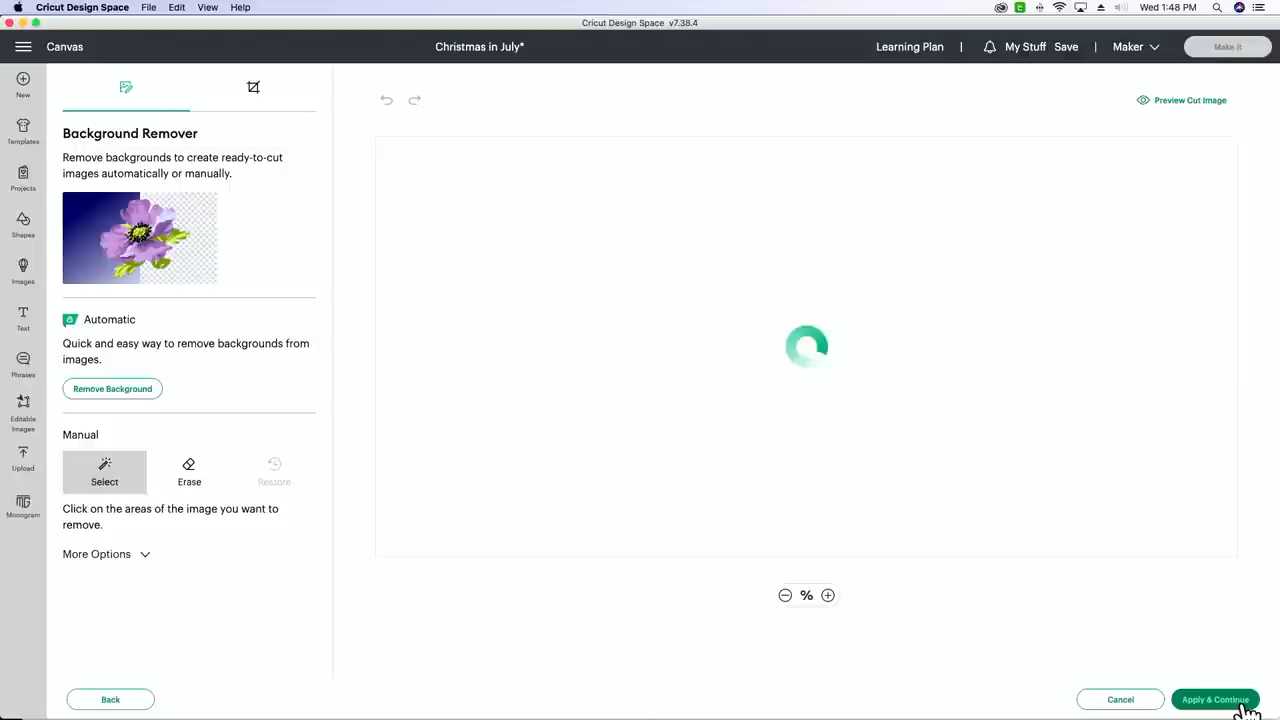 Cricut Design Space File Edit View Help Wed 1:48 PM
Cricut Design Space v7.38.4
Canvas Christmas in July* Learning Plan | My Stuff Save | Maker Make it
New
Templates
Projects
Shapes
Images
Text
Phrases
Editable
Images
Upload
Monogram
Background Remover
Remove backgrounds to create ready-to-cut
images automatically or manually.
Automatic
Quick and easy way to remove backgrounds from
images.
Remove Background
Manual
Select Erase Restore
Click on the areas of the image you want to
remove.
More Options
Preview Cut Image
%
Back Cancel Apply & Continue